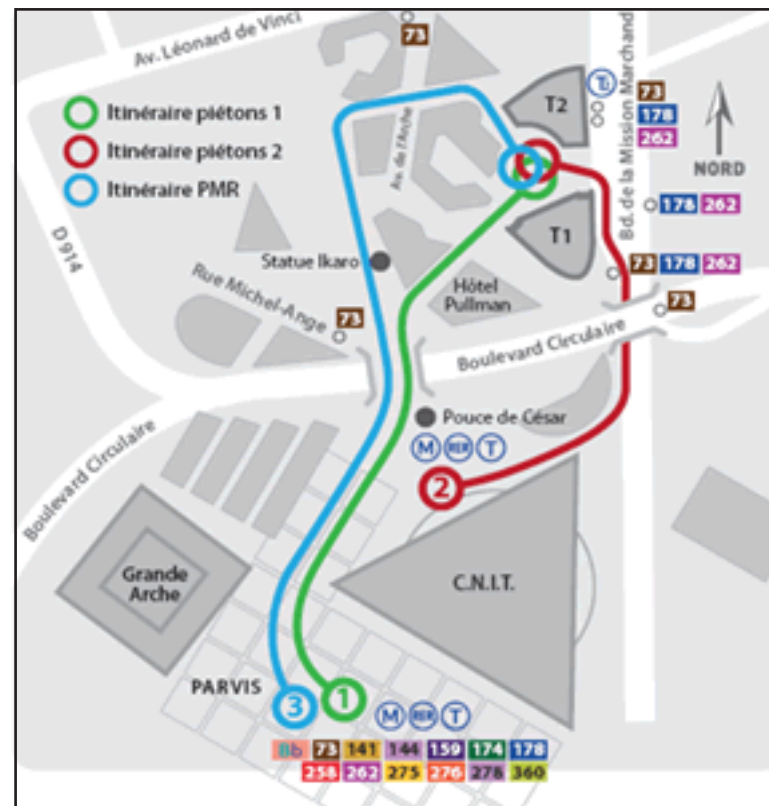 Av. Léonard de Vinci
73
Itinéraire piétons 1
Itinéraire piétons 2
Itinéraire PMR
Av. de l'Arche
T2
T1
73
178
262
Bd. de la Mission Marchand
NORD
178 262
73 178 262
73
D 914
Statue Ikaro
Rue Michel-Ange
73
Hôtel
Pullman
Boulevard Circulaire
Pouce de César
M RER T
2
Boulevard Circulaire
Grande
Arche
C.N.I.T.
PARVIS
3
1
M RER T
Bb 73 141 144 159 174 178
258 262 275 276 278 360